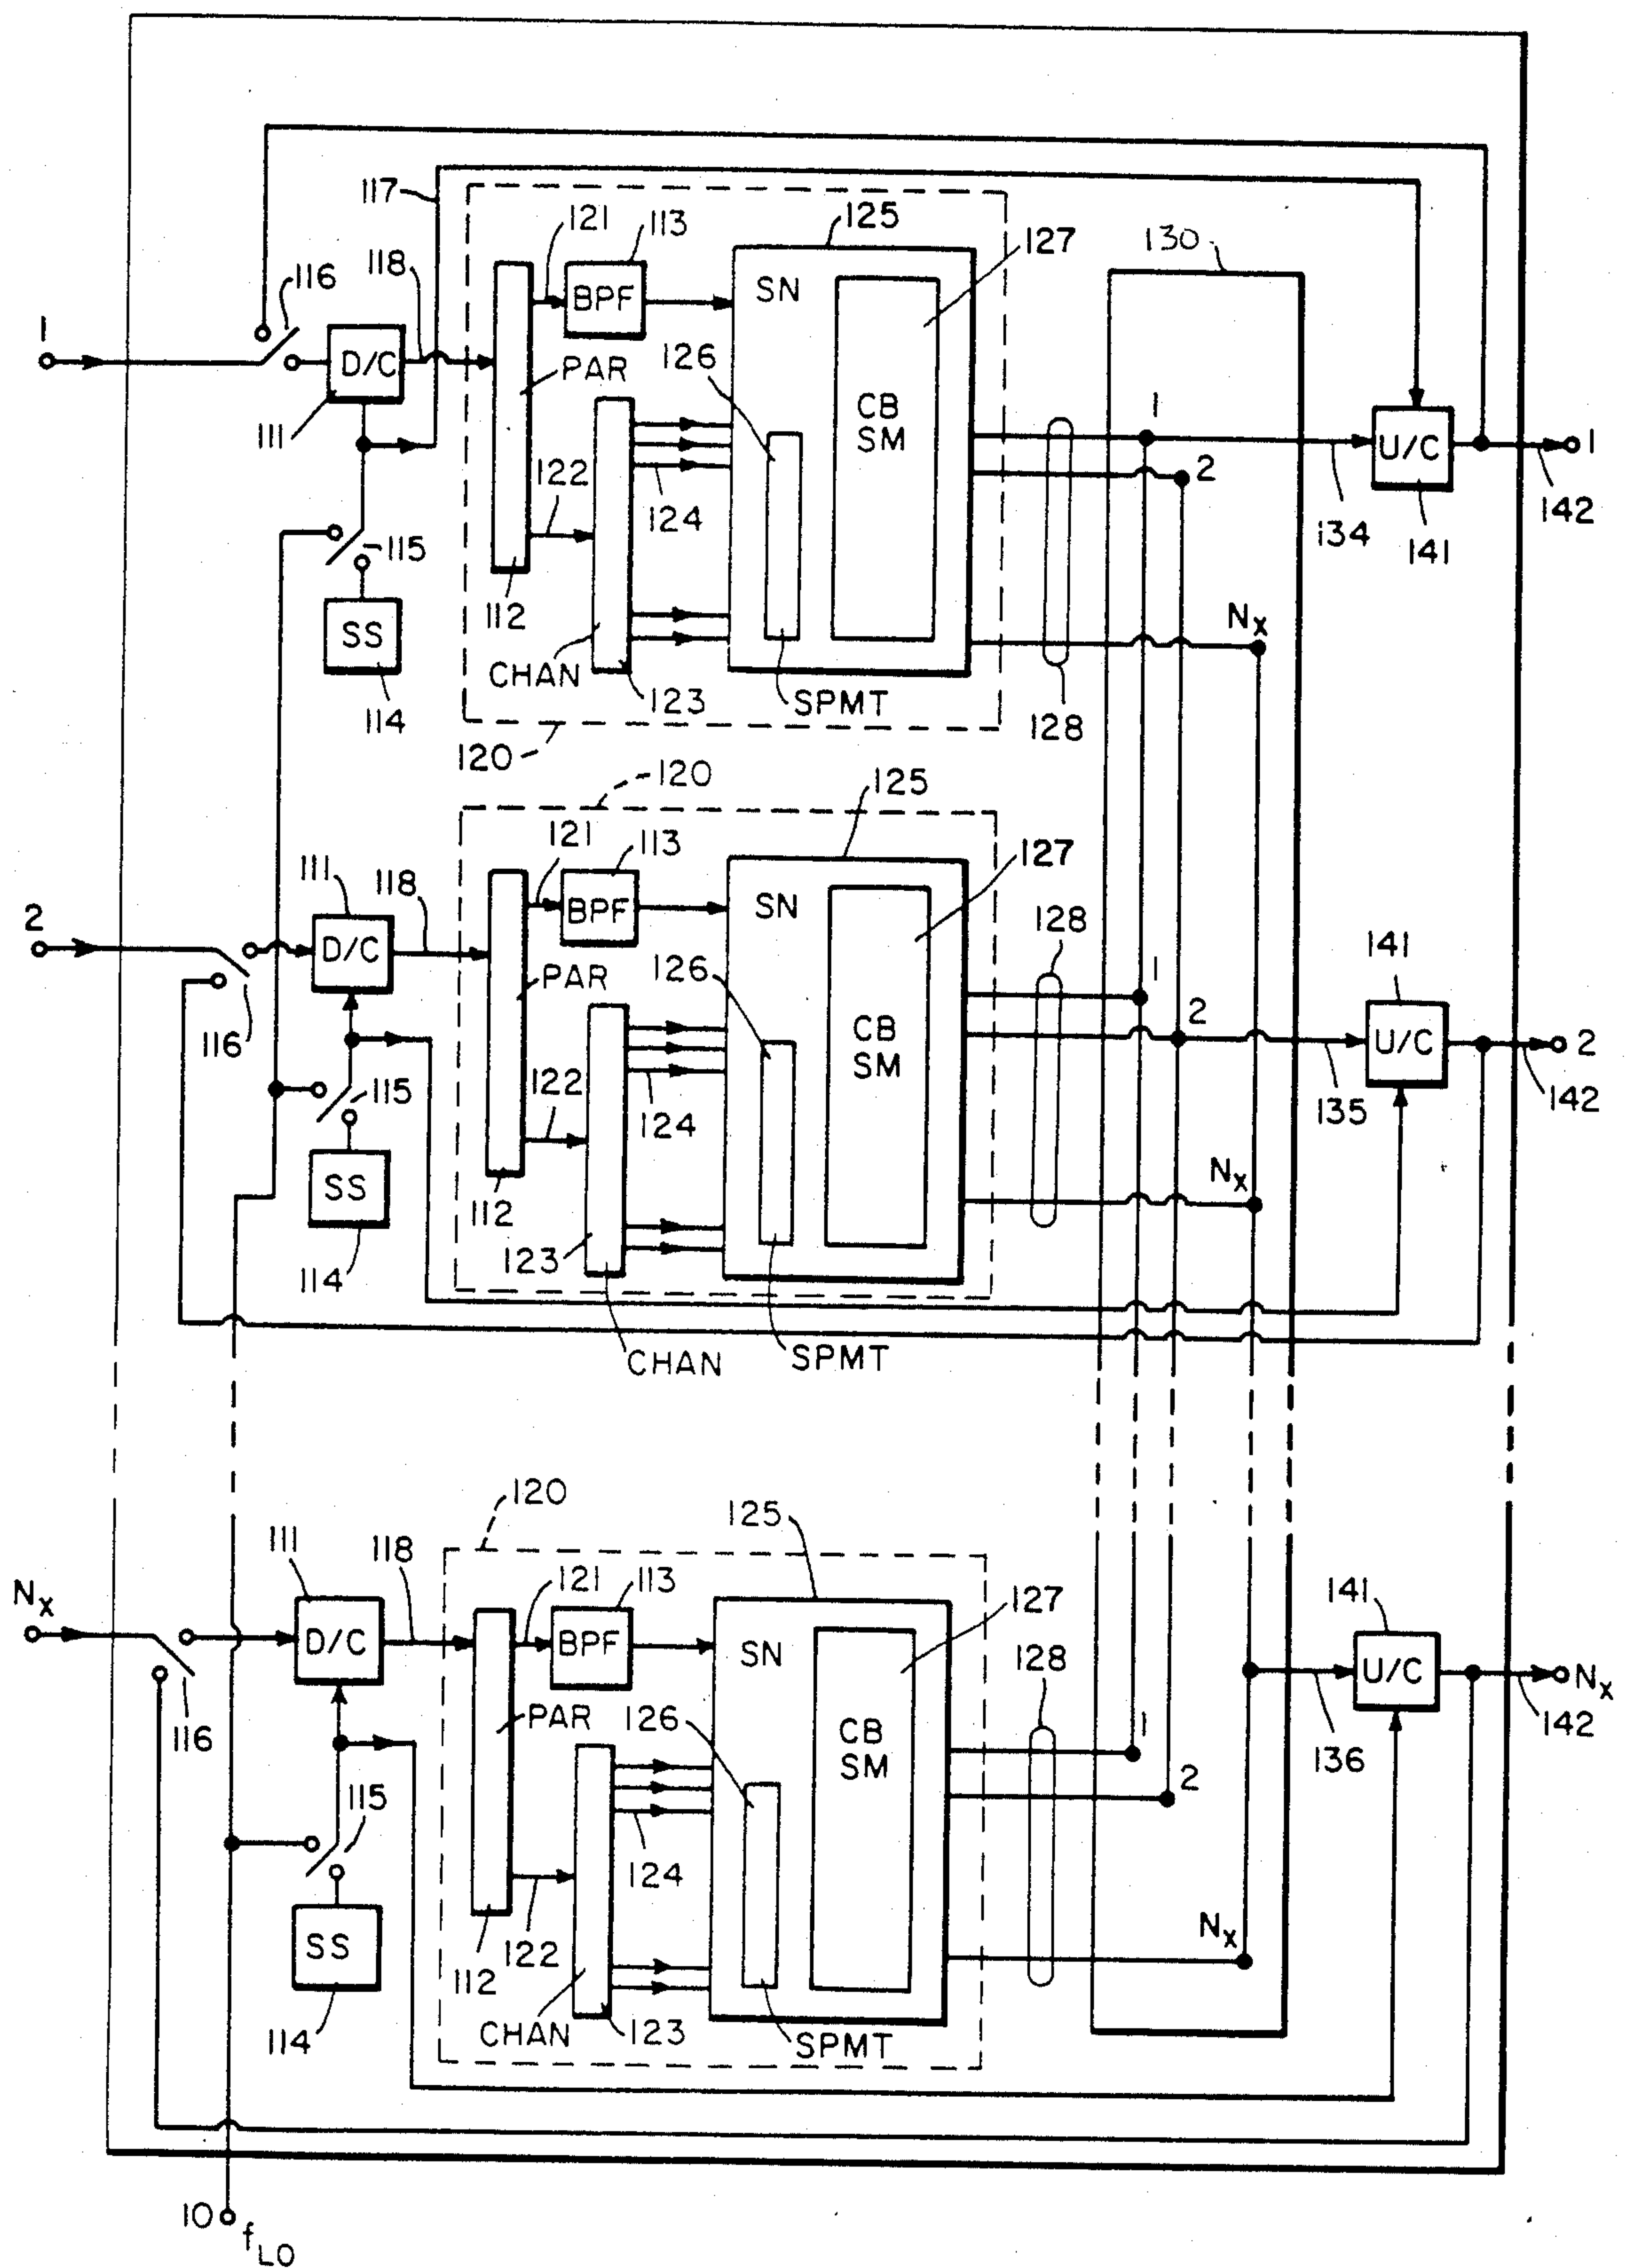 117
121
113
125
127
130
118
116
BPF
SN
1
D/C
PAR
126
CB
SM
1
111
U/C
1
122
124
2
134
142
115
141
112
Nx
SS
CHAN
123
SPMT
114
128
120
120
125
121
113
127
111
118
BPF
SN
128
2
D/C
126
1
141
PAR
CB
SM
2
116
U/C
2
122
115
124
135
142
SS
112
Nx
123
114
CHAN
SPMT
120
125
111
118
121
113
127
141
Nx
BPF
128
D/C
SN
U/C
Nx
PAR
126
CB
SM
1
116
136
142
2
115
124
SS
112
122
Nx
114
CHAN
123
SPMT
10
fLO